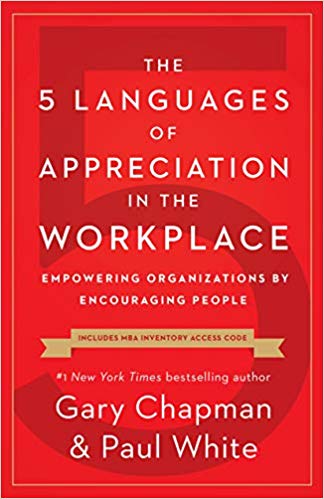 THE
5 LANGUAGES
OF
APPRECIATION
IN THE
WORKPLACE
EMPOWERING ORGANIZATIONS BY
ENCOURAGING PEOPLE
INCLUDES MBA INVENTORY ACCESS CODE
#1 New York Times bestselling author
Gary Chapman
& Paul White